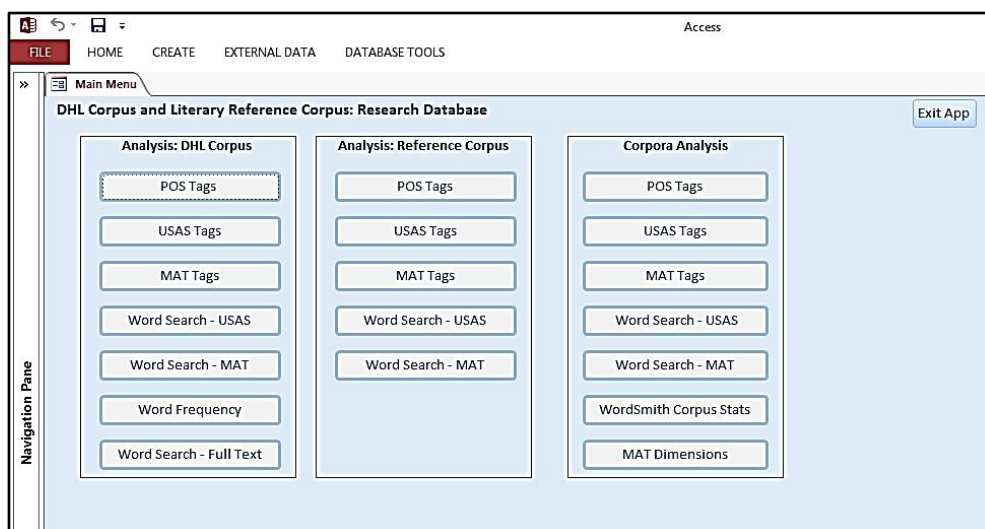 Access
FILE HOME CREATE EXTERNAL DATA DATABASE TOOLS
» Main Menu
DHL Corpus and Literary Reference Corpus: Research Database
Exit App
Analysis: DHL Corpus
POS Tags
USAS Tags
MAT Tags
Word Search - USAS
Word Search - MAT
Word Frequency
Word Search - Full Text
Analysis: Reference Corpus
POS Tags
USAS Tags
MAT Tags
Word Search - USAS
Word Search - MAT
Corpora Analysis
POS Tags
USAS Tags
MAT Tags
Word Search - USAS
Word Search - MAT
WordSmith Corpus Stats
MAT Dimensions
Navigation Pane